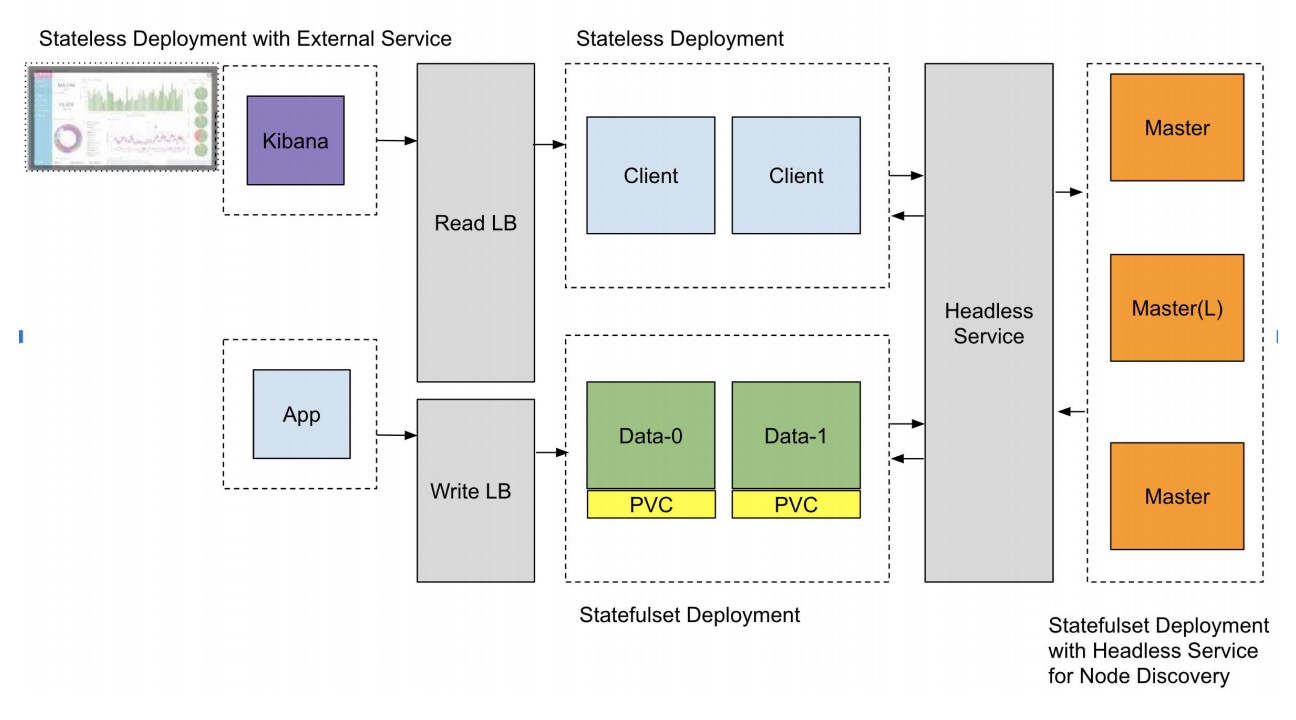 Stateless Deployment with External Service
Stateless Deployment
Kibana
Read LB
Client
Client
Headless
Service
Master
Master(L)
Master
App
Write LB
Data-0
Data-1
PVC
PVC
Statefulset Deployment
Statefulset Deployment
with Headless Service
for Node Discovery